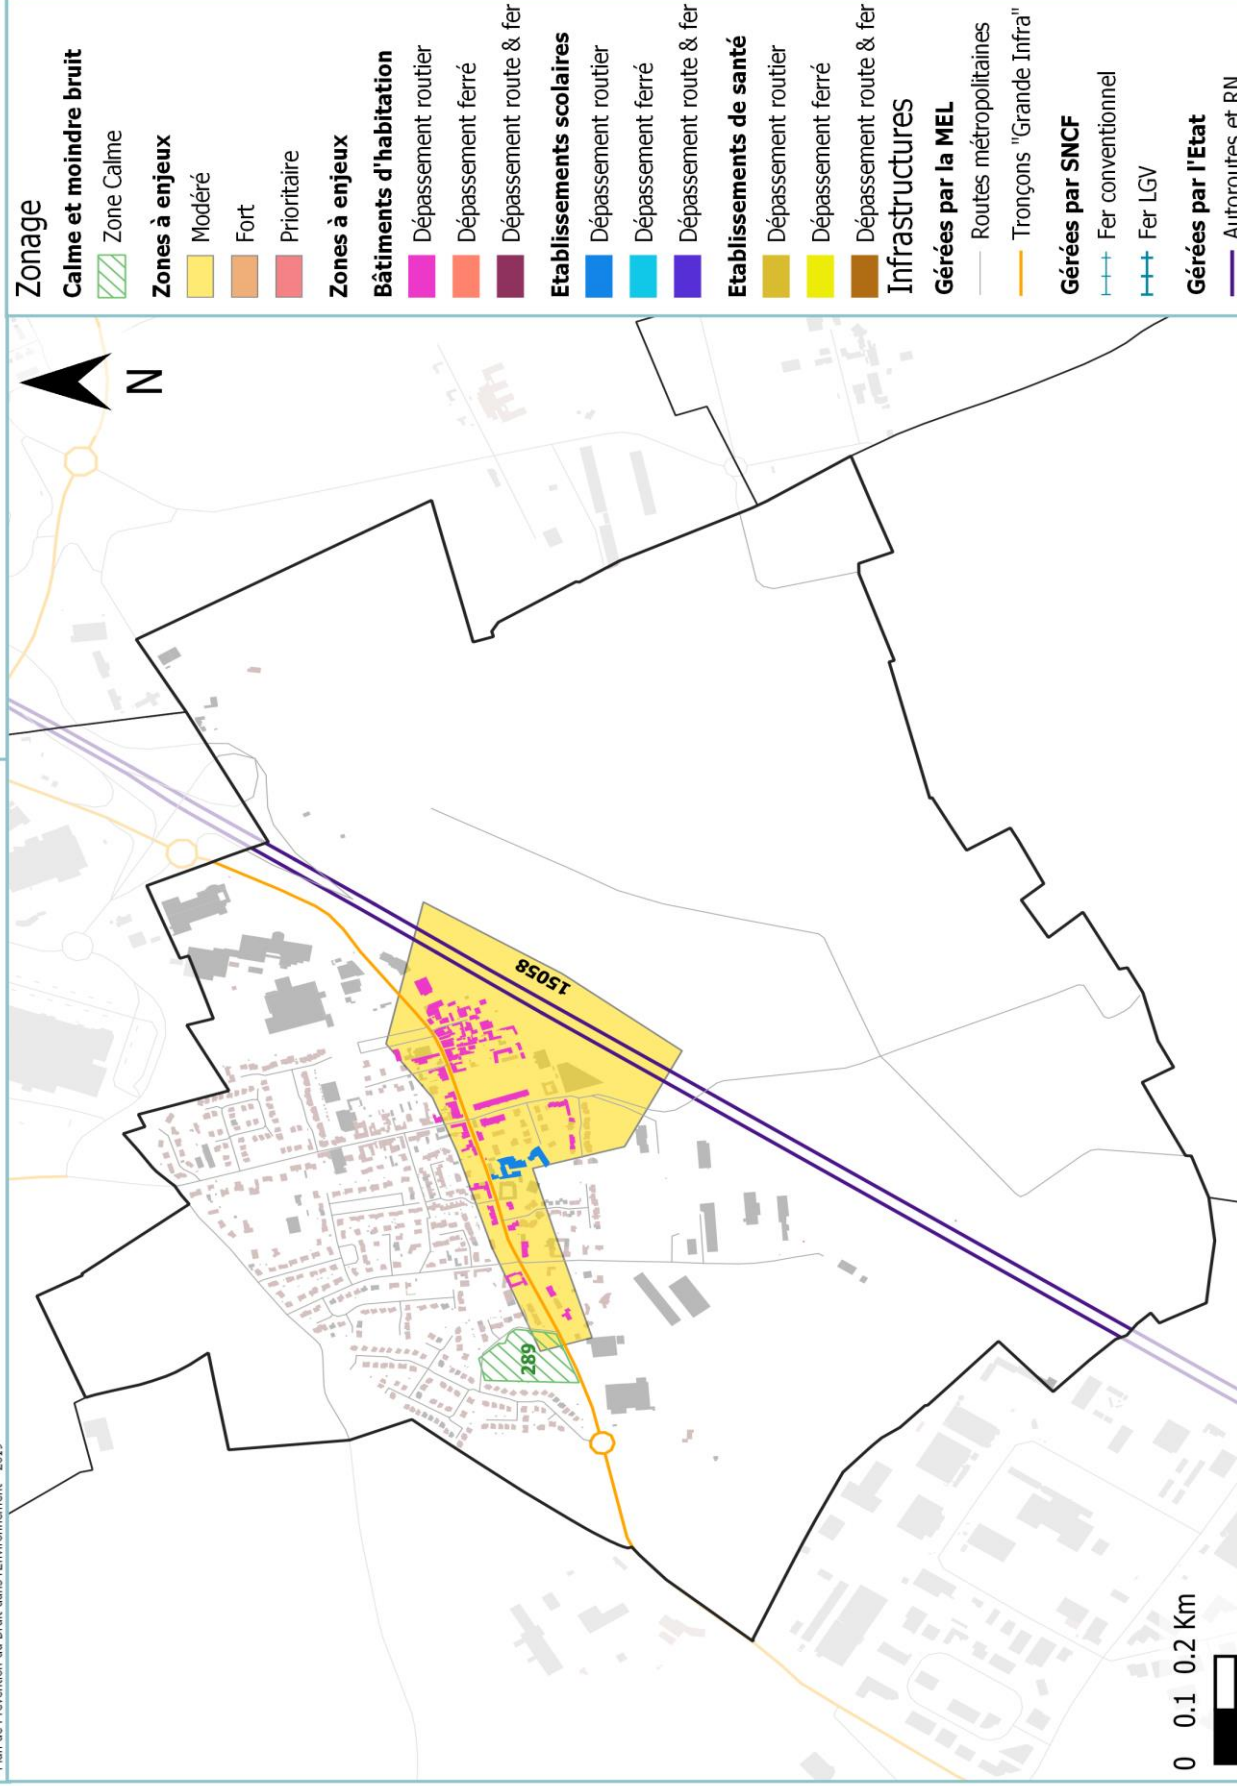 Zonage
Calme et moindre bruit
Zone Calme
Zones à enjeux
Modéré
Fort
Prioritaire
Zones à enjeux
Bâtiments d'habitation
Dépassement routier
Dépassement ferré
Dépassement route & fer
Etablissements scolaires
Dépassement routier
Dépassement ferré
Dépassement route & fer
Etablissements de santé
Dépassement routier
Dépassement ferré
Dépassement route & fer
Infrastructures
Gérées par la MEL
Routes métropolitaines
Tronçons "Grande Infra"
Gérées par SNCF
Fer conventionnel
Fer LGV
Gérées par l'Etat
Autoroutes et RN
N
15058
289
0 0.1 0.2 Km